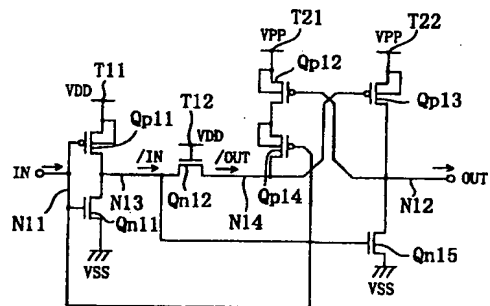 T21
T22
VPP
VPP
T11
Qp12
VDD
T12
Qp13
Qp11
/IN
VDD
/OUT
IN
OUT
N13
Qn12
Qp14
N12
N11
Qn11
N14
Qn15
VSS
VSS